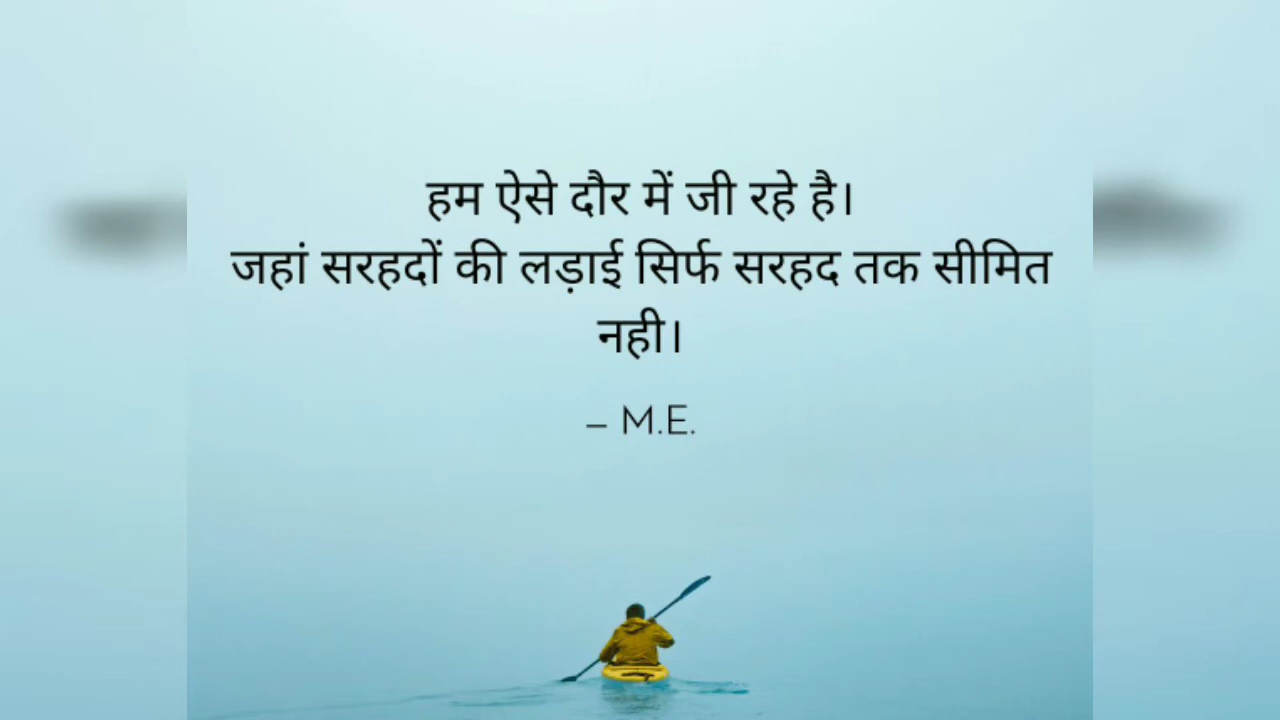 हम ऐसे दौर में जी रहे है।
जहां सरहदों की लड़ाई सिर्फ सरहद तक सीमित
नही।
– M.E.